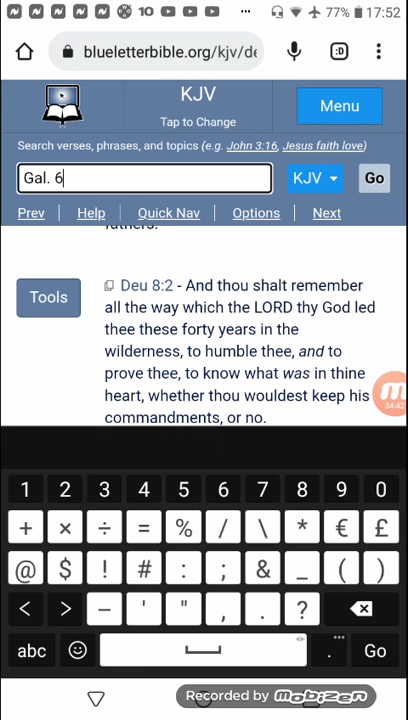 10 ... 77% 17:52
blueletterbible.org/kjv/de :D
KJV
Tap to Change
Menu
Search verses, phrases, and topics (e.g. John 3:16, Jesus faith love)
Gal. 6 KJV Go
Prev Help Quick Nav Options Next
fathers.
Tools
Deu 8:2 - And thou shalt remember
all the way which the LORD thy God led
thee these forty years in the
wilderness, to humble thee, and to
prove thee, to know what was in thine
heart, whether thou wouldest keep his
commandments, or no.
34:42
1 2 3 4 5 6 7 8 9 0
+ × ÷ = % / \ * € £
@ $ ! # : ; & _ ( )
< > – ' " , . ?
abc . Go
Recorded by mobizen